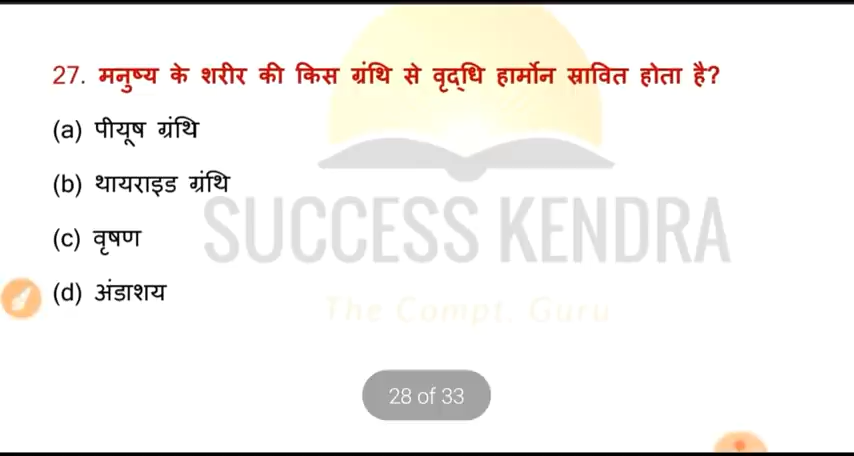 27. मनुष्य के शरीर की किस ग्रंथि से वृद्धि हार्मोन स्रावित होता है?
(a) पीयूष ग्रंथि
(b) थायराइड ग्रंथि
(c) वृषण
SUCCESS KENDRA
(d) अंडाशय
The Compt. Guru
28 of 33